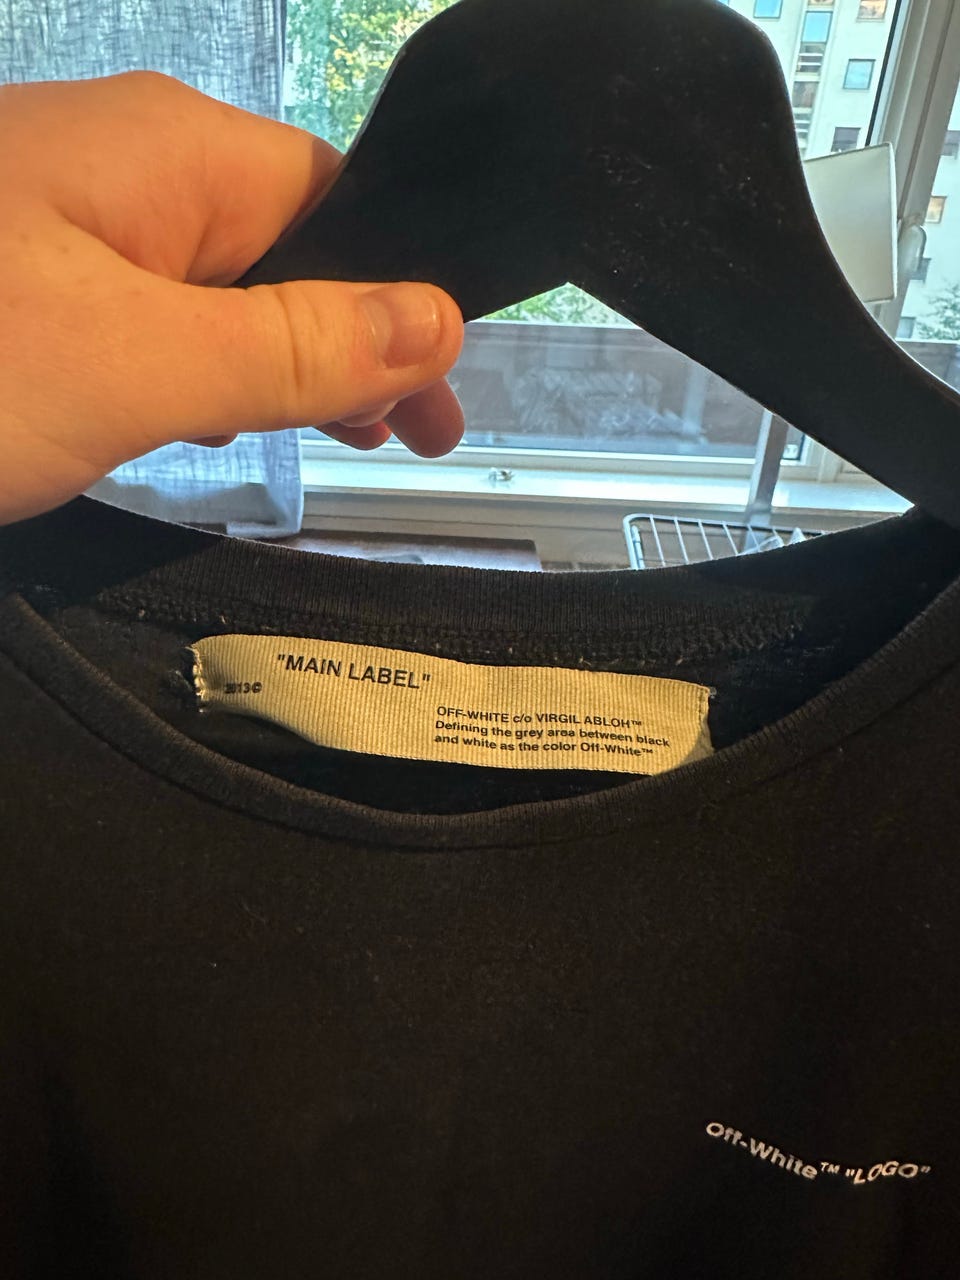 "MAIN LABEL"
2013©
OFF-WHITE c/o VIRGIL ABLOH™
Defining the grey area between black
and white as the color Off-White™
Off-White™ "LOGO"